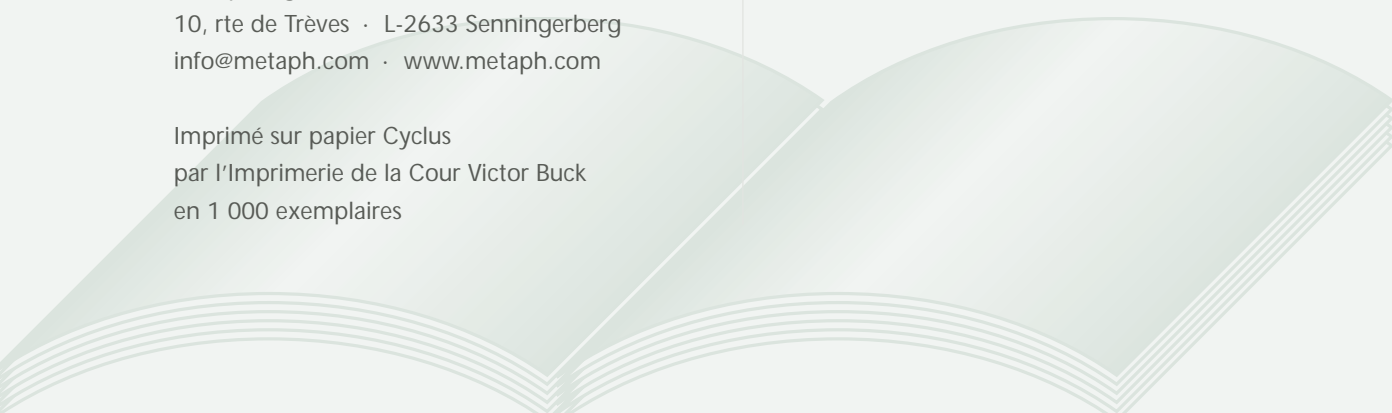 10, rte de Trèves · L-2633 Senningerberg
info@metaph.com · www.metaph.com
Imprimé sur papier Cyclus
par l’Imprimerie de la Cour Victor Buck
en 1 000 exemplaires